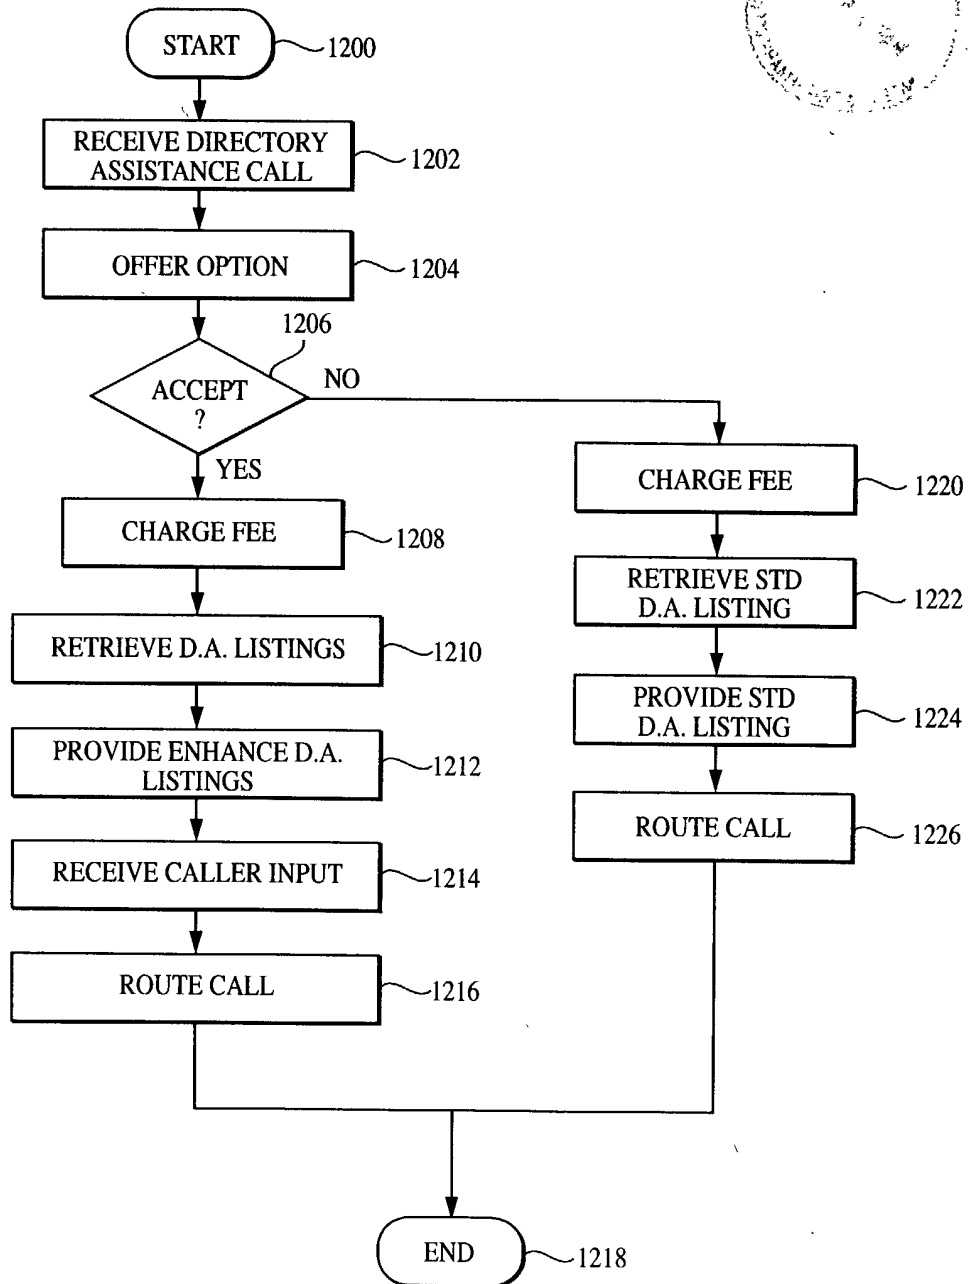 START
1200
RECEIVE DIRECTORY
ASSISTANCE CALL
1202
OFFER OPTION
1204
1206
ACCEPT
?
NO
YES
CHARGE FEE
1208
RETRIEVE D.A. LISTINGS
1210
PROVIDE ENHANCE D.A.
LISTINGS
1212
RECEIVE CALLER INPUT
1214
ROUTE CALL
1216
CHARGE FEE
1220
RETRIEVE STD
D.A. LISTING
1222
PROVIDE STD
D.A. LISTING
1224
ROUTE CALL
1226
END
1218